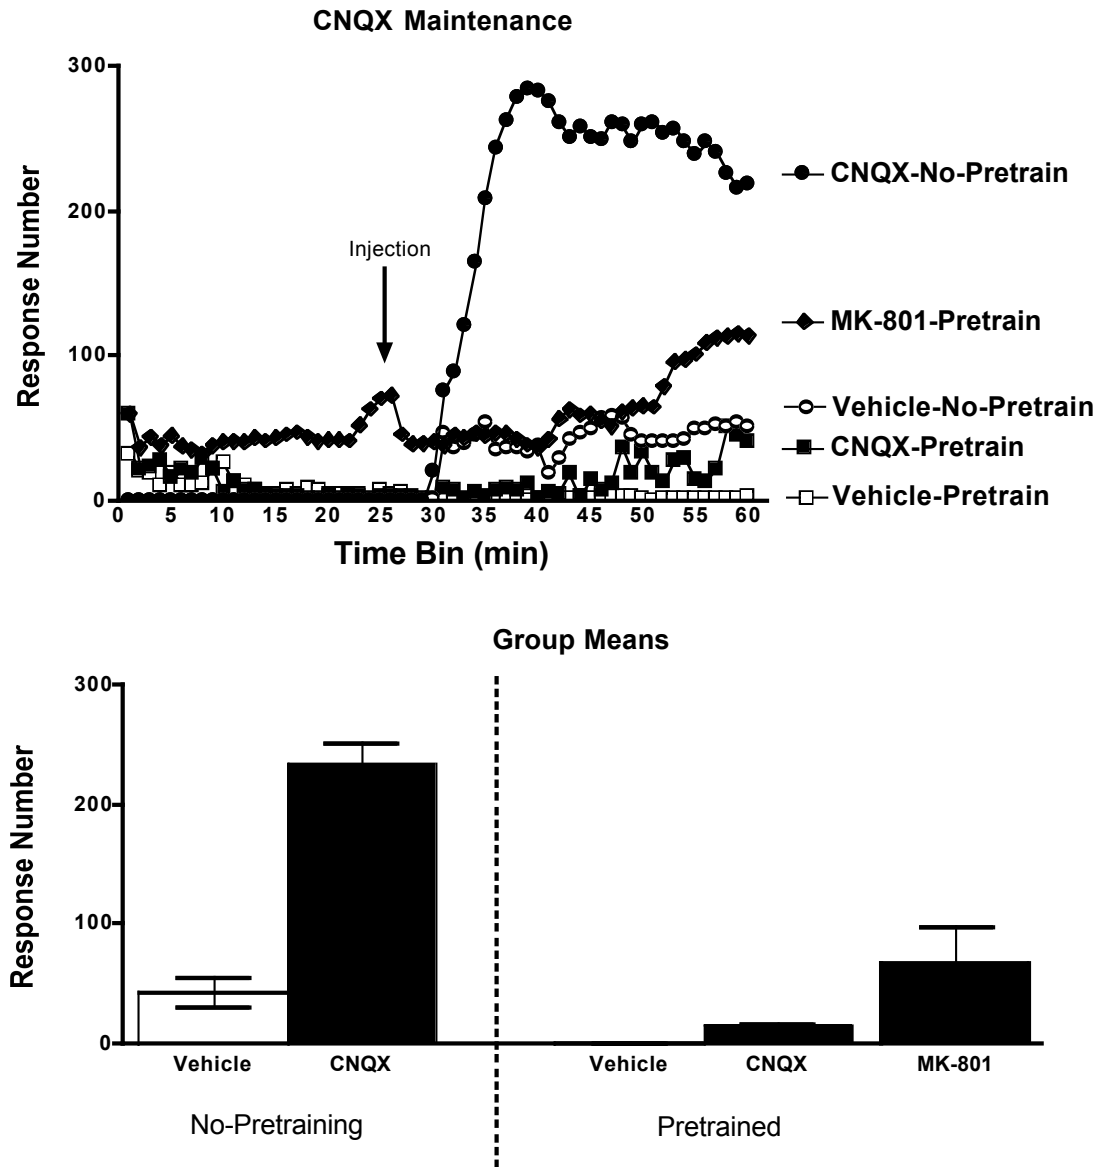 CNQX Maintenance
300
200
100
0
Response Number
Injection
CNQX-No-Pretrain
MK-801-Pretrain
Vehicle-No-Pretrain
CNQX-Pretrain
Vehicle-Pretrain
0 5 10 15 20 25 30 35 40 45 50 55 60
Time Bin (min)
Group Means
300
200
100
0
Response Number
Vehicle CNQX Vehicle CNQX MK-801
No-Pretraining Pretrained